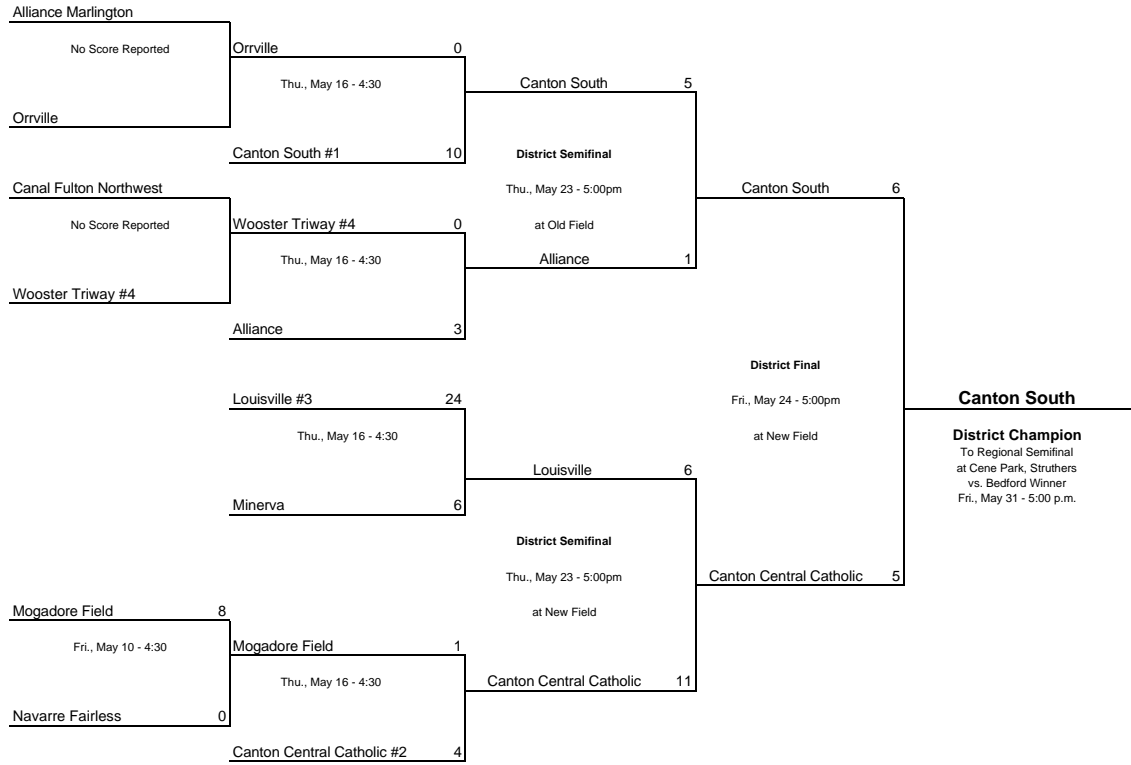 Alliance Marlington
No Score Reported
Orrville 0
Thu., May 16 - 4:30
Canton South 5
Orrville
Canton South #1 10
District Semifinal
Canal Fulton Northwest
Thu., May 23 - 5:00pm
Canton South 6
No Score Reported
Wooster Triway #4 0
at Old Field
Thu., May 16 - 4:30
Alliance 1
Wooster Triway #4
Alliance 3
District Final
Louisville #3 24
Fri., May 24 - 5:00pm
Canton South
Thu., May 16 - 4:30
at New Field
District Champion
To Regional Semifinal
at Cene Park, Struthers
vs. Bedford Winner
Fri., May 31 - 5:00 p.m.
Louisville 6
Minerva 6
District Semifinal
Thu., May 23 - 5:00pm
Canton Central Catholic 5
Mogadore Field 8
at New Field
Fri., May 10 - 4:30
Mogadore Field 1
Thu., May 16 - 4:30
Canton Central Catholic 11
Navarre Fairless 0
Canton Central Catholic #2 4